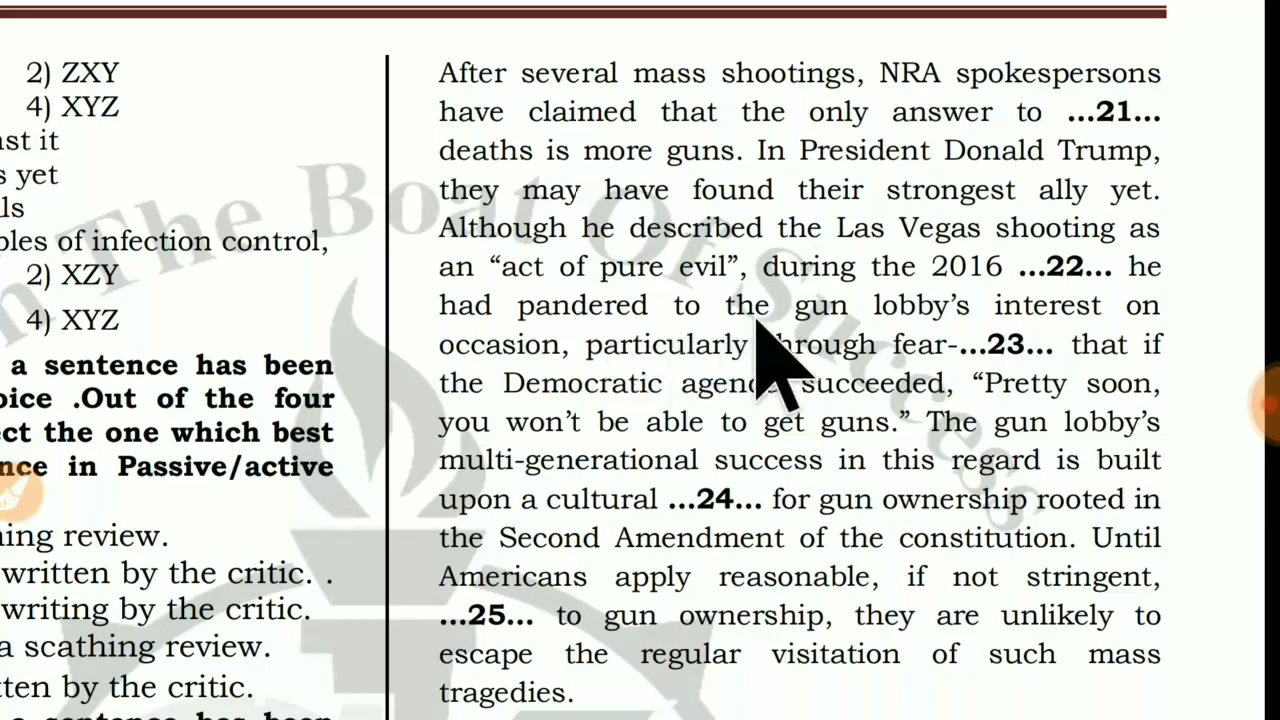 2) ZXY
4) XYZ
st it
s yet
ls
ples of infection control,
2) XZY
4) XYZ
a sentence has been
oice .Out of the four
ect the one which best
nce in Passive/active
ing review.
written by the critic. .
writing by the critic.
a scathing review.
tten by the critic.
a sentence has been
After several mass shootings, NRA spokespersons
have claimed that the only answer to ...21...
deaths is more guns. In President Donald Trump,
they may have found their strongest ally yet.
Although he described the Las Vegas shooting as
an “act of pure evil”, during the 2016 ...22... he
had pandered to the gun lobby’s interest on
occasion, particularly through fear-...23... that if
the Democratic agenda succeeded, “Pretty soon,
you won’t be able to get guns.” The gun lobby’s
multi-generational success in this regard is built
upon a cultural ...24... for gun ownership rooted in
the Second Amendment of the constitution. Until
Americans apply reasonable, if not stringent,
...25... to gun ownership, they are unlikely to
escape the regular visitation of such mass
tragedies.
The Boat Of Success